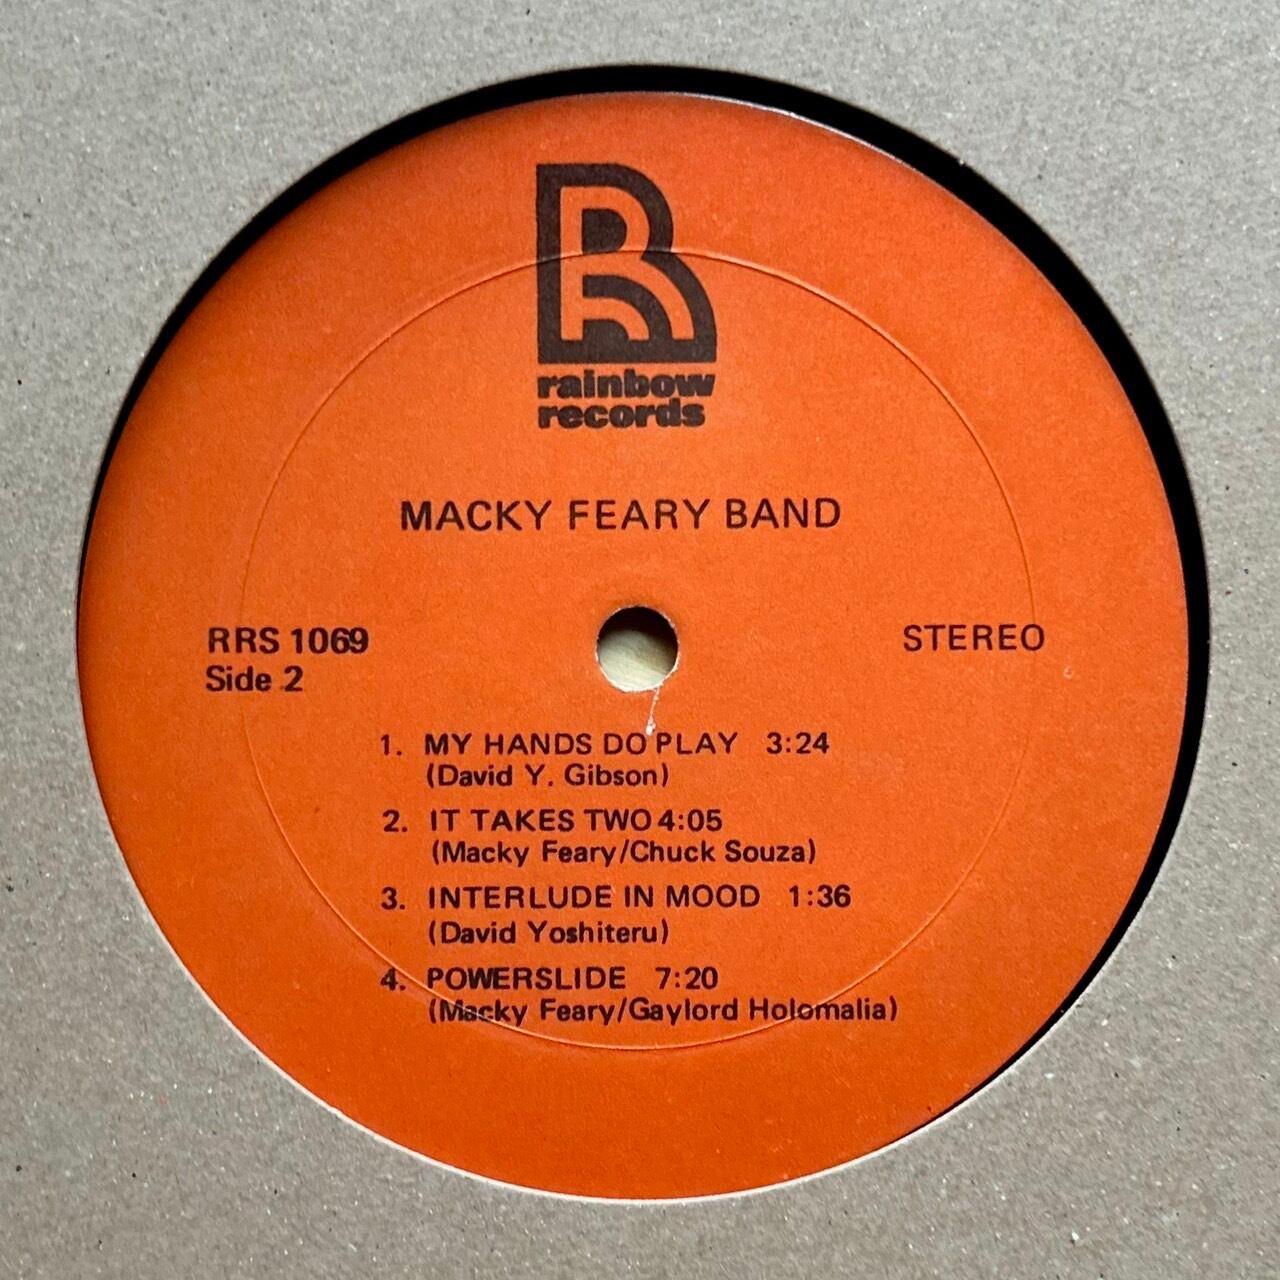 rainbow
records
MACKY FEARY BAND
RRS 1069
Side 2
STEREO
1. MY HANDS DO PLAY 3:24
(David Y. Gibson)
2. IT TAKES TWO 4:05
(Macky Feary/Chuck Souza)
3. INTERLUDE IN MOOD 1:36
(David Yoshiteru)
4. POWERSLIDE 7:20
(Macky Feary/Gaylord Holomalia)